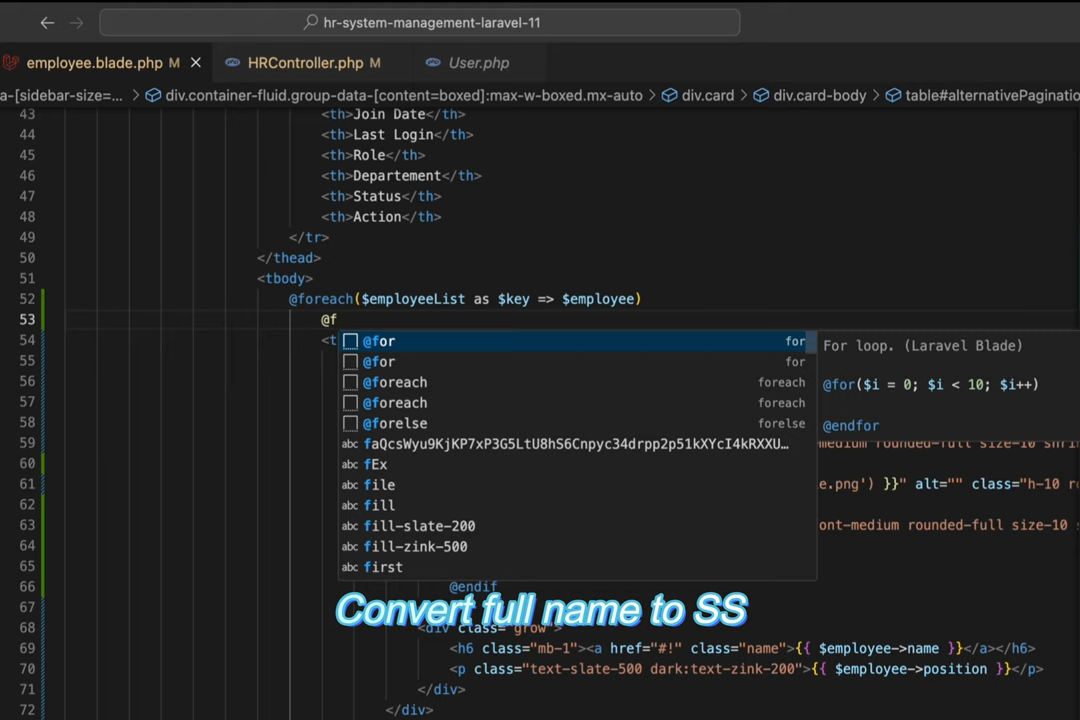 hr-system-management-laravel-11
employee.blade.php M HRController.php M User.php
a-[sidebar-size=... > div.container-fluid.group-data-[content=boxed]:max-w-boxed.mx-auto > div.card > div.card-body > table#alternativePaginatio
43 <th>Join Date</th>
44 <th>Last Login</th>
45 <th>Role</th>
46 <th>Departement</th>
47 <th>Status</th>
48 <th>Action</th>
49 </tr>
50 </thead>
51 <tbody>
52 @foreach($employeeList as $key => $employee)
53 @f
54 <t
@for for
@for for
@foreach foreach
@foreach foreach
@forelse forelse
faQcsWyu9KjKP7xP3G5LtU8hS6Cnpyc34drpp2p51kXYcI4kRXXU…
fEx
file
fill
fill-slate-200
fill-zink-500
first
For loop. (Laravel Blade)
@for($i = 0; $i < 10; $i++)
@endfor
55
56
57
58
59 medium rounded-full size-10 shri
60
61 e.png') }}" alt="" class="h-10 ro
62
63 ont-medium rounded-full size-10 s
64
65
66 @endif
Convert full name to SS
67
68 <div class="grow">
69 <h6 class="mb-1"><a href="#!" class="name">{{ $employee->name }}</a></h6>
70 <p class="text-slate-500 dark:text-zink-200">{{ $employee->position }}</p>
71 </div>
72 </div>